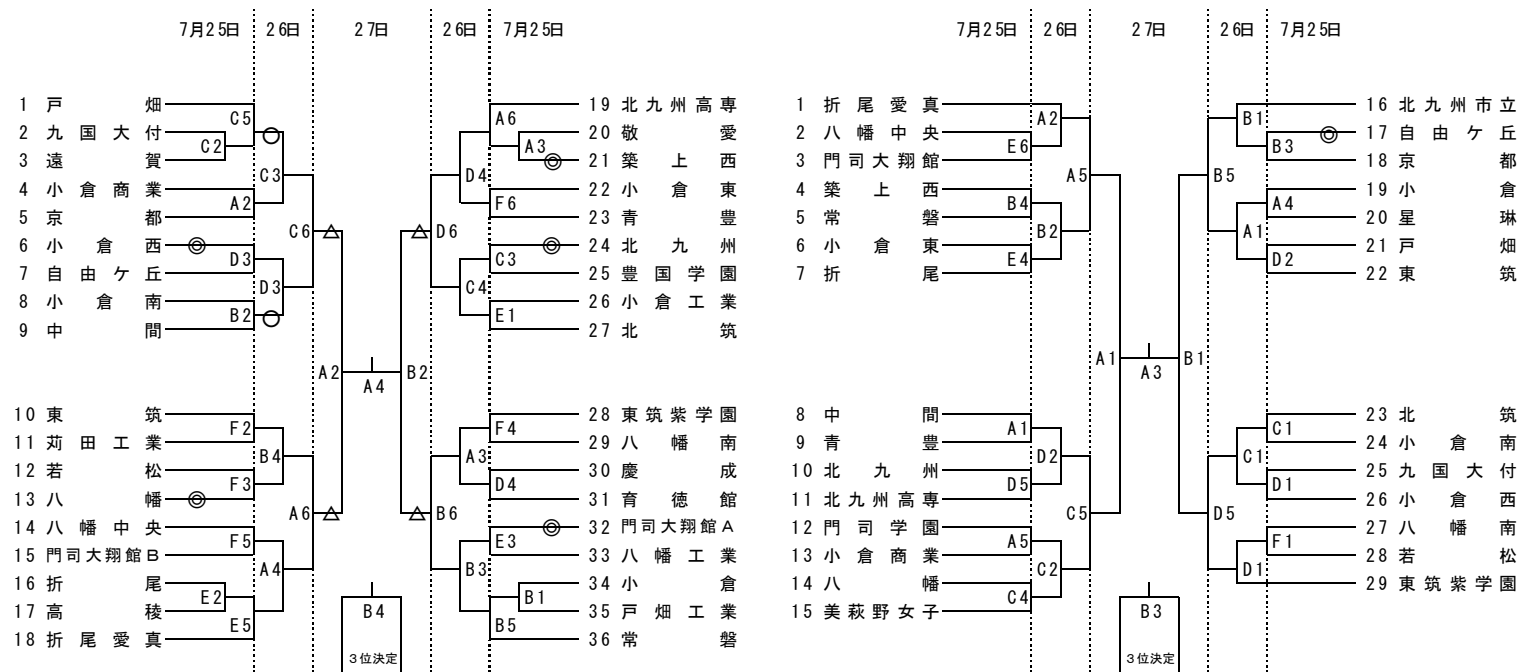 7月25日 26日 27日 26日 7月25日
1 戸畑
C5
2 九国大付
C2
3 遠賀
C3
4 小倉商業
A2
5 京都
C6
6 小倉西
D3
7 自由ケ丘
D3
8 小倉南
B2
9 中間
19 北九州高専
A6
20 敬愛
A3
21 築上西
D4
22 小倉東
F6
23 青豊
D6
24 北九州
C3
25 豊国学園
C4
26 小倉工業
E1
27 北筑
A2 A4 B2
10 東筑
F2
11 苅田工業
B4
12 若松
F3
13 八幡
A6
14 八幡中央
F5
15 門司大翔館B
A4
16 折尾
E2
17 高稜
E5
18 折尾愛真
28 東筑紫学園
F4
29 八幡南
A3
30 慶成
D4
31 育徳館
B6
32 門司大翔館A
E3
33 八幡工業
B3
34 小倉
B1
35 戸畑工業
B5
36 常磐
B4
3位決定
7月25日 26日 27日 26日 7月25日
1 折尾愛真
A2
2 八幡中央
E6
3 門司大翔館
A5
4 築上西
B4
5 常磐
B2
6 小倉東
E4
7 折尾
16 北九州市立
B1
17 自由ケ丘
B3
18 京都
B5
19 小倉
A4
20 星琳
A1
21 戸畑
D2
22 東筑
A1 A3 B1
8 中間
A1
9 青豊
D2
10 北九州
D5
11 北九州高専
C5
12 門司学園
A5
13 小倉商業
C2
14 八幡
C4
15 美萩野女子
23 北筑
C1
24 小倉南
C1
25 九国大付
D1
26 小倉西
D5
27 八幡南
F1
28 若松
D1
29 東筑紫学園
B3
3位決定